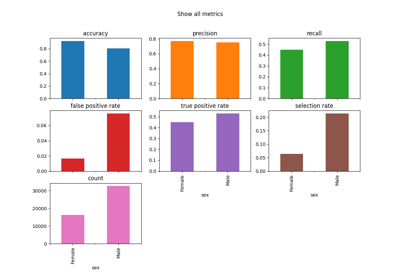 Show all metrics
accuracy
precision
recall
0.8
0.6
0.4
0.2
0.0
0.8
0.6
0.4
0.2
0.0
0.5
0.4
0.3
0.2
0.1
0.0
false positive rate
true positive rate
selection rate
0.06
0.04
0.02
0.00
0.5
0.4
0.3
0.2
0.1
0.0
0.20
0.15
0.10
0.05
0.00
Female
Male
sex
Female
Male
sex
count
30000
20000
10000
0
Female
Male
sex